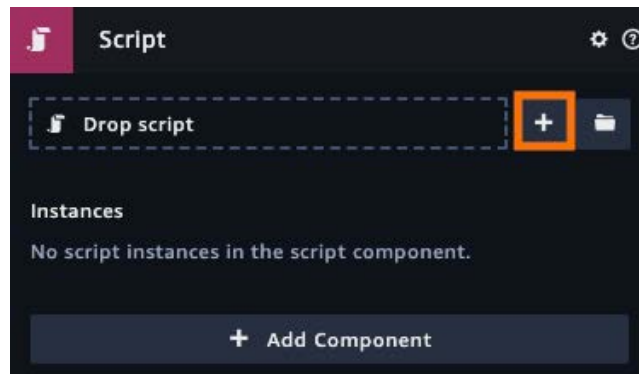 Script
Drop script
Instances
No script instances in the script component.
+ Add Component